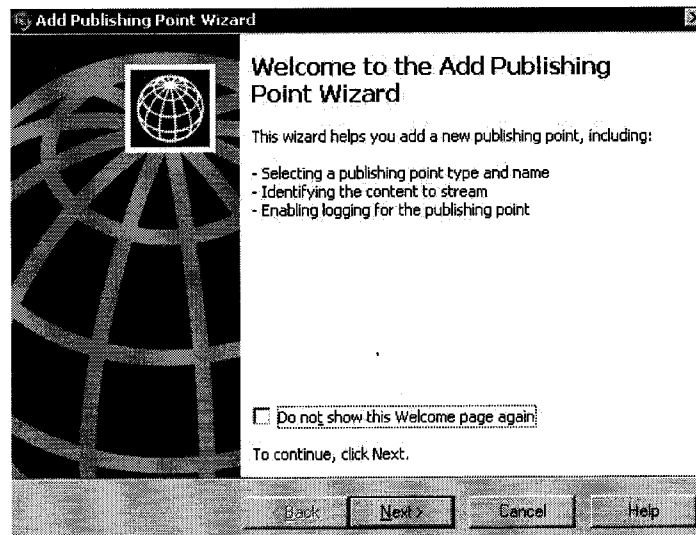 Add Publishing Point Wizard
Welcome to the Add Publishing
Point Wizard
This wizard helps you add a new publishing point, including:
- Selecting a publishing point type and name
- Identifying the content to stream
- Enabling logging for the publishing point
Do not show this Welcome page again
To continue, click Next.
Back Next > Cancel Help